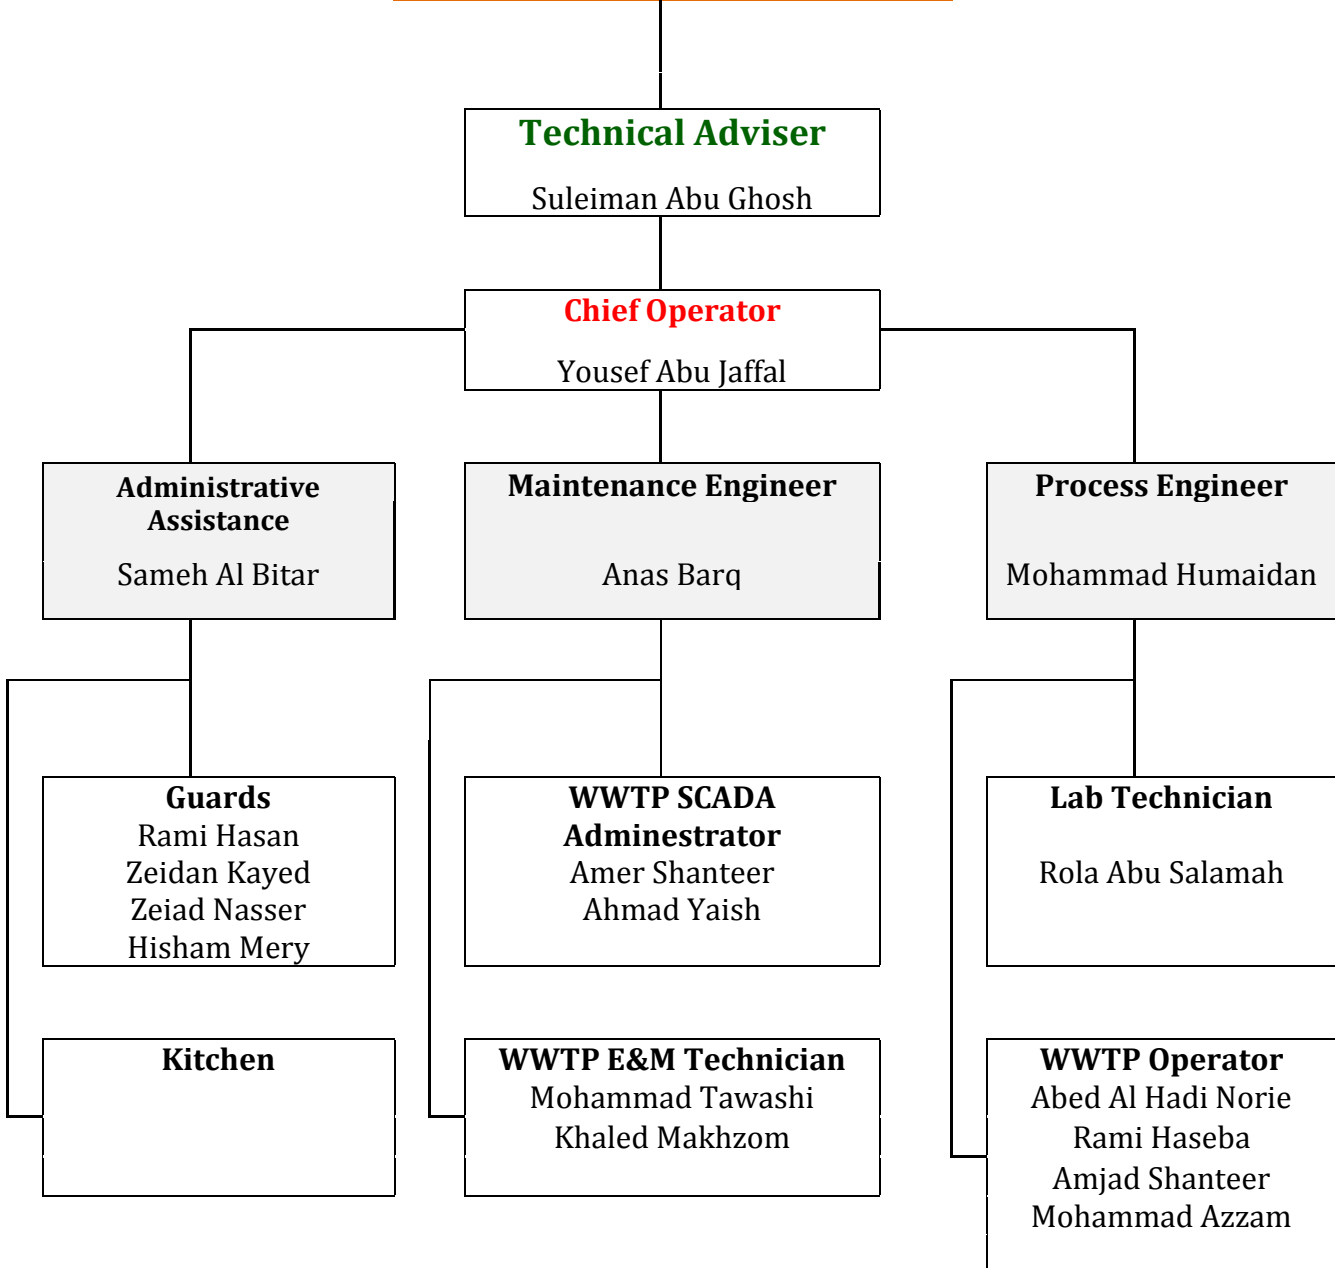 Technical Adviser
Suleiman Abu Ghosh
Chief Operator
Yousef Abu Jaffal
Administrative
Assistance
Sameh Al Bitar
Maintenance Engineer
Anas Barq
Process Engineer
Mohammad Humaidan
Guards
Rami Hasan
Zeidan Kayed
Zeiad Nasser
Hisham Mery
WWTP SCADA
Adminestrator
Amer Shanteer
Ahmad Yaish
Lab Technician
Rola Abu Salamah
Kitchen
WWTP E&M Technician
Mohammad Tawashi
Khaled Makhzom
WWTP Operator
Abed Al Hadi Norie
Rami Haseba
Amjad Shanteer
Mohammad Azzam